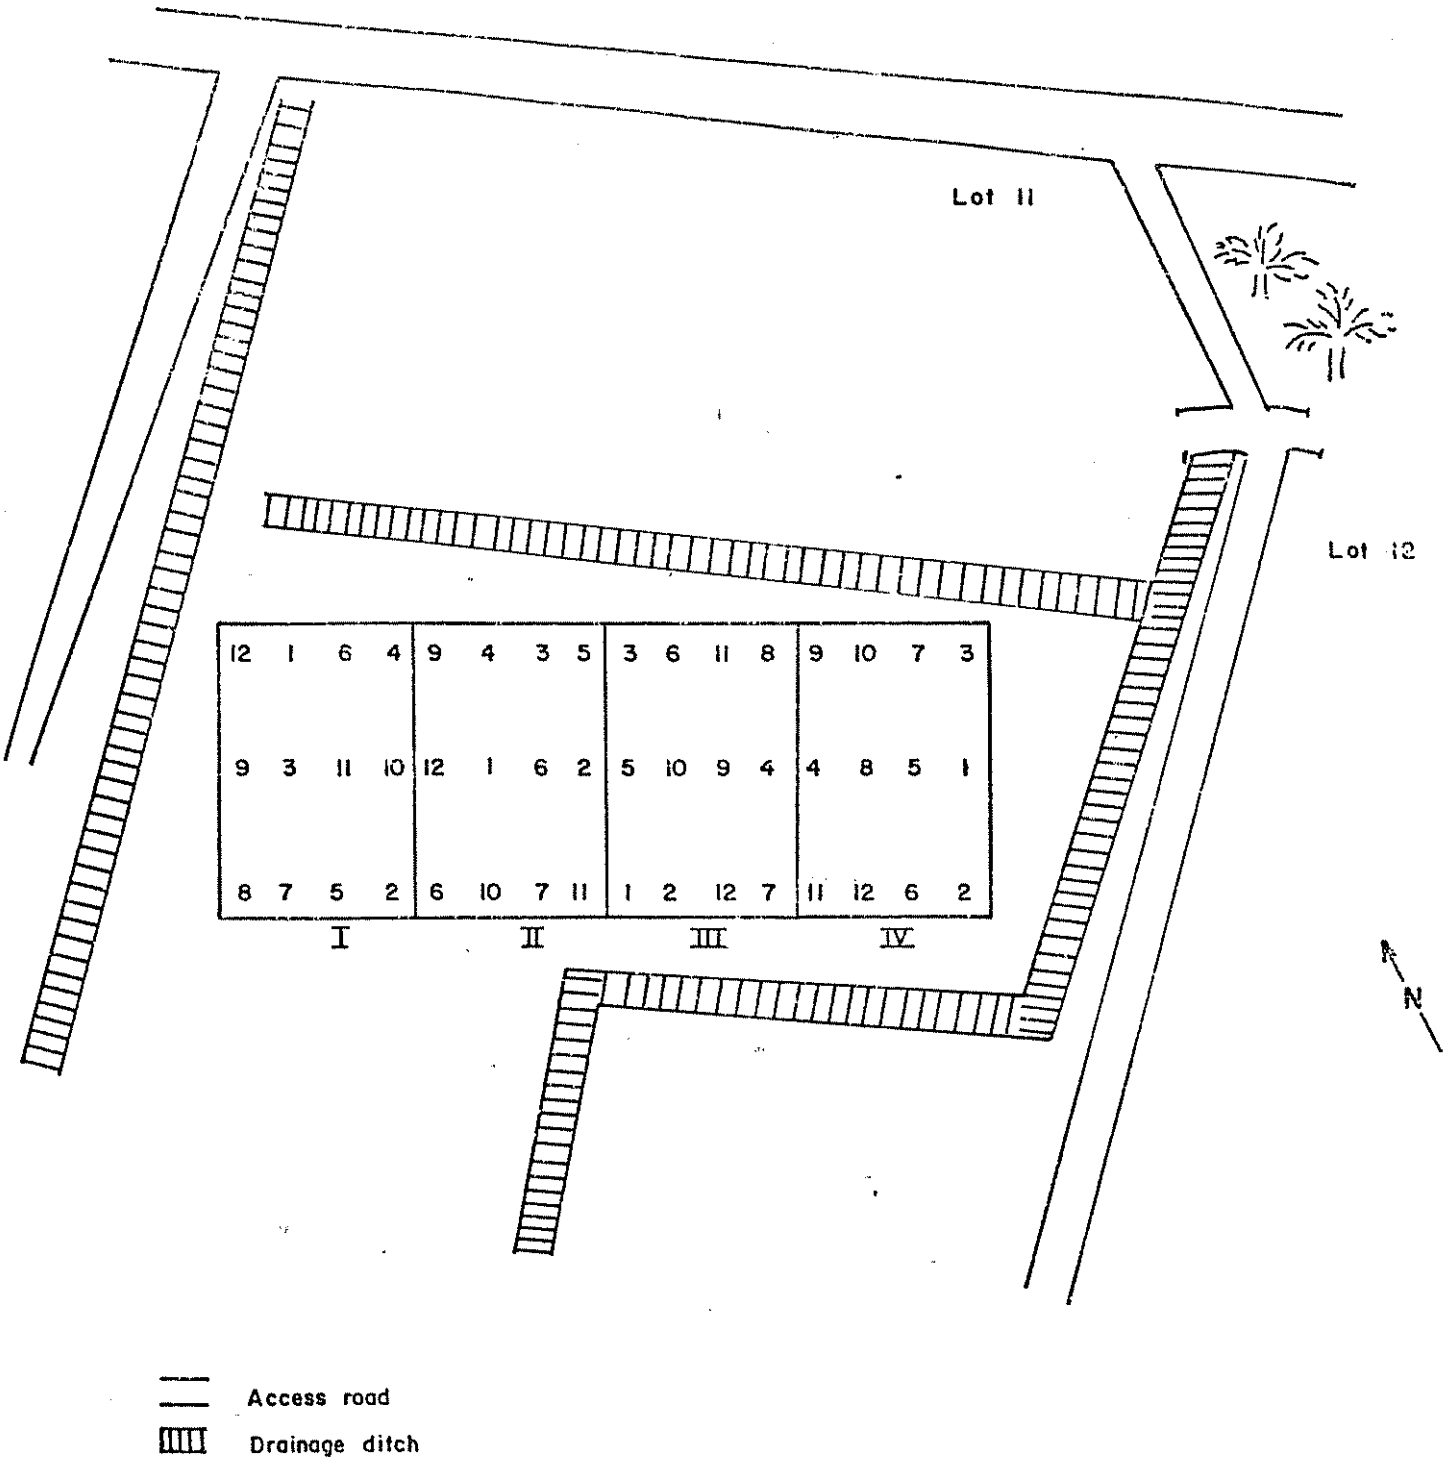 Lot 11
Lot 12
12 1 6 4 9 4 3 5 3 6 11 8 9 10 7 3
9 3 11 10 12 1 6 2 5 10 9 4 4 8 5 1
8 7 5 2 6 10 7 11 1 2 12 7 11 12 6 2
I II III IV
N
Access road
Drainage ditch